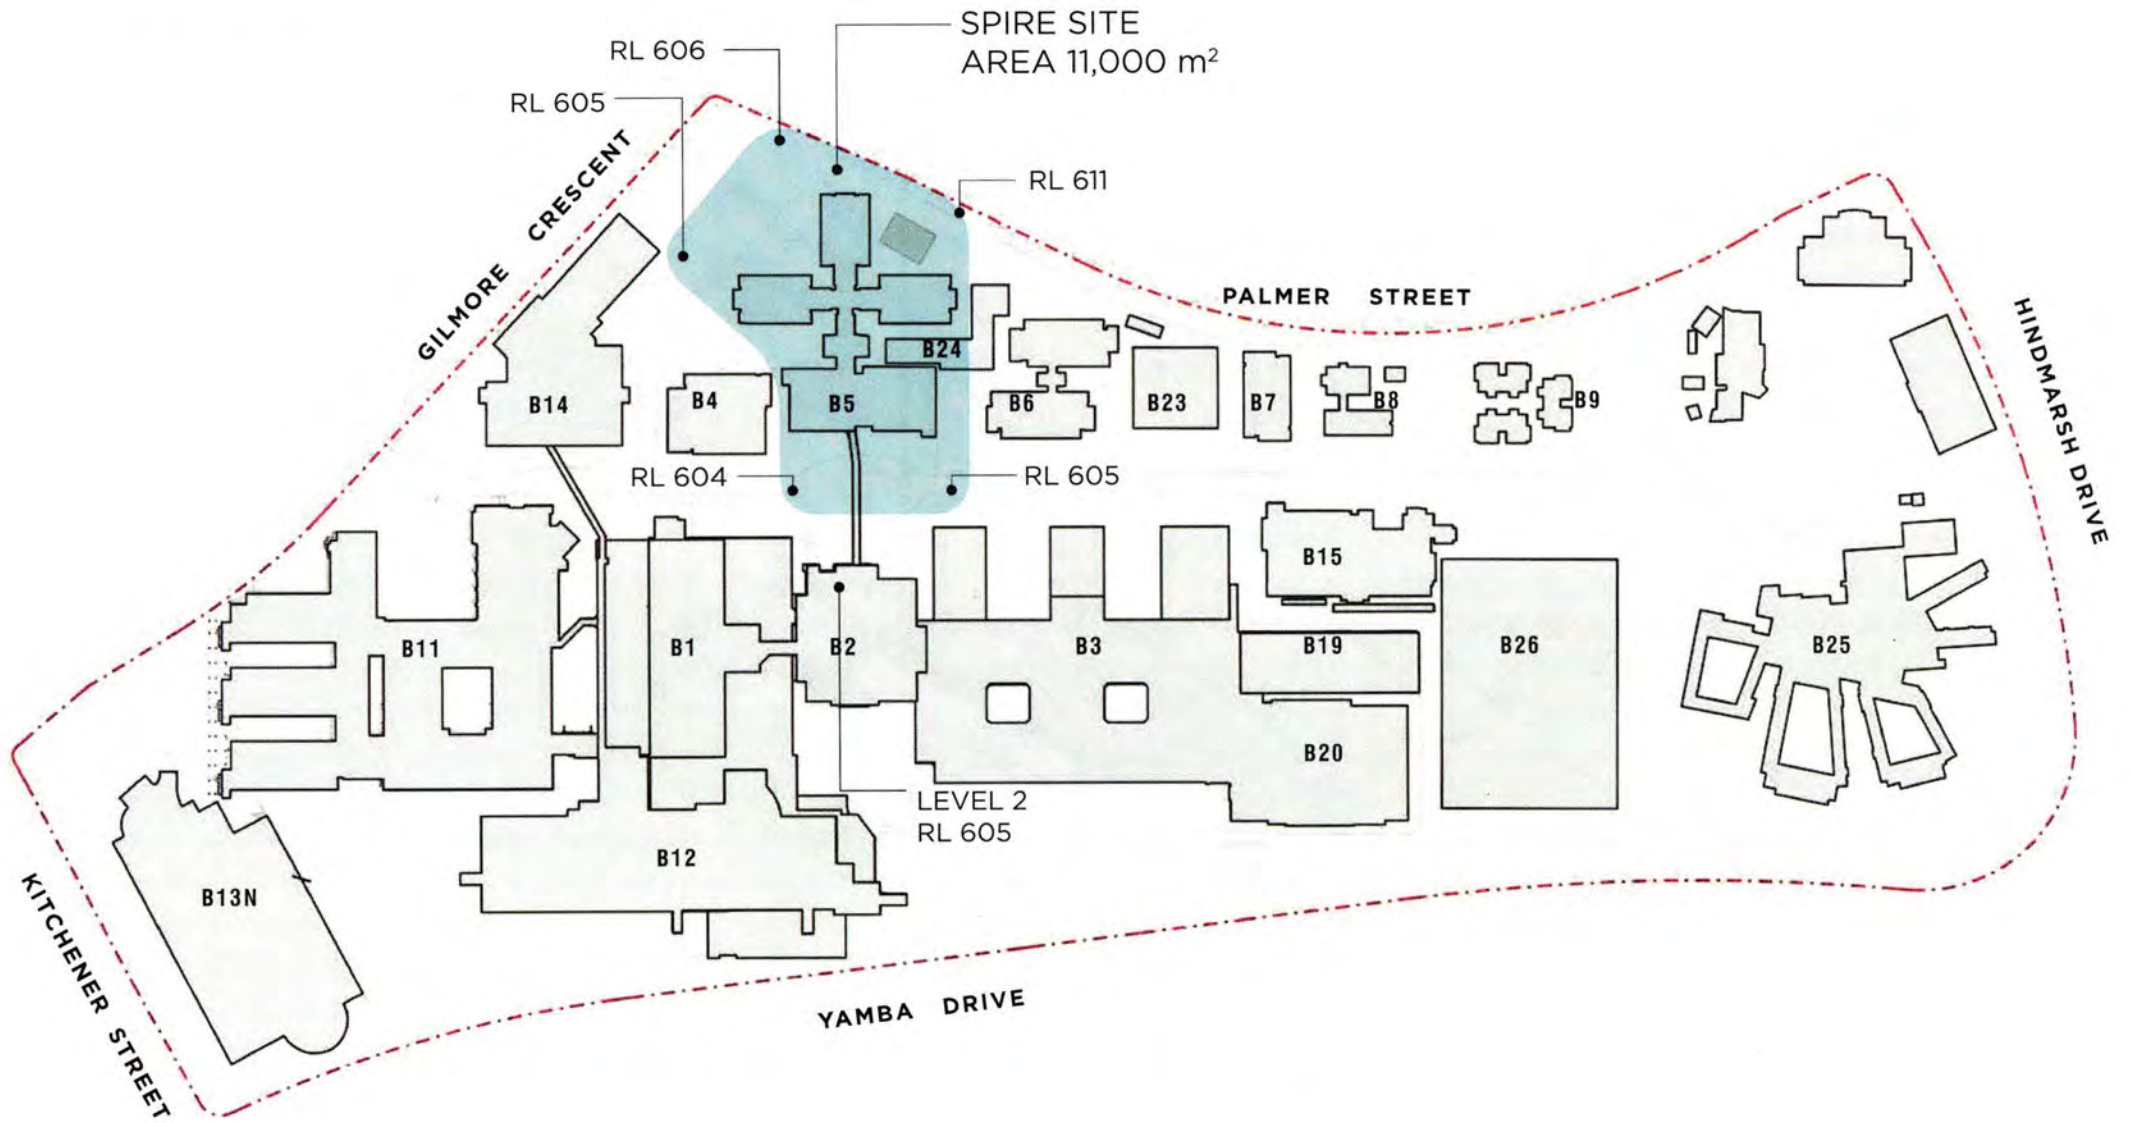 SPIRE SITE
AREA 11,000 m²
RL 606
RL 605
RL 611
GILMORE CRESCENT
PALMER STREET
HINDMARSH DRIVE
B24
B14
B4
B5
B6
B23
B7
B8
B9
RL 604
RL 605
B15
B11
B1
B2
B3
B19
B26
B25
B20
LEVEL 2
RL 605
B12
B13N
KITCHENER STREET
YAMBA DRIVE